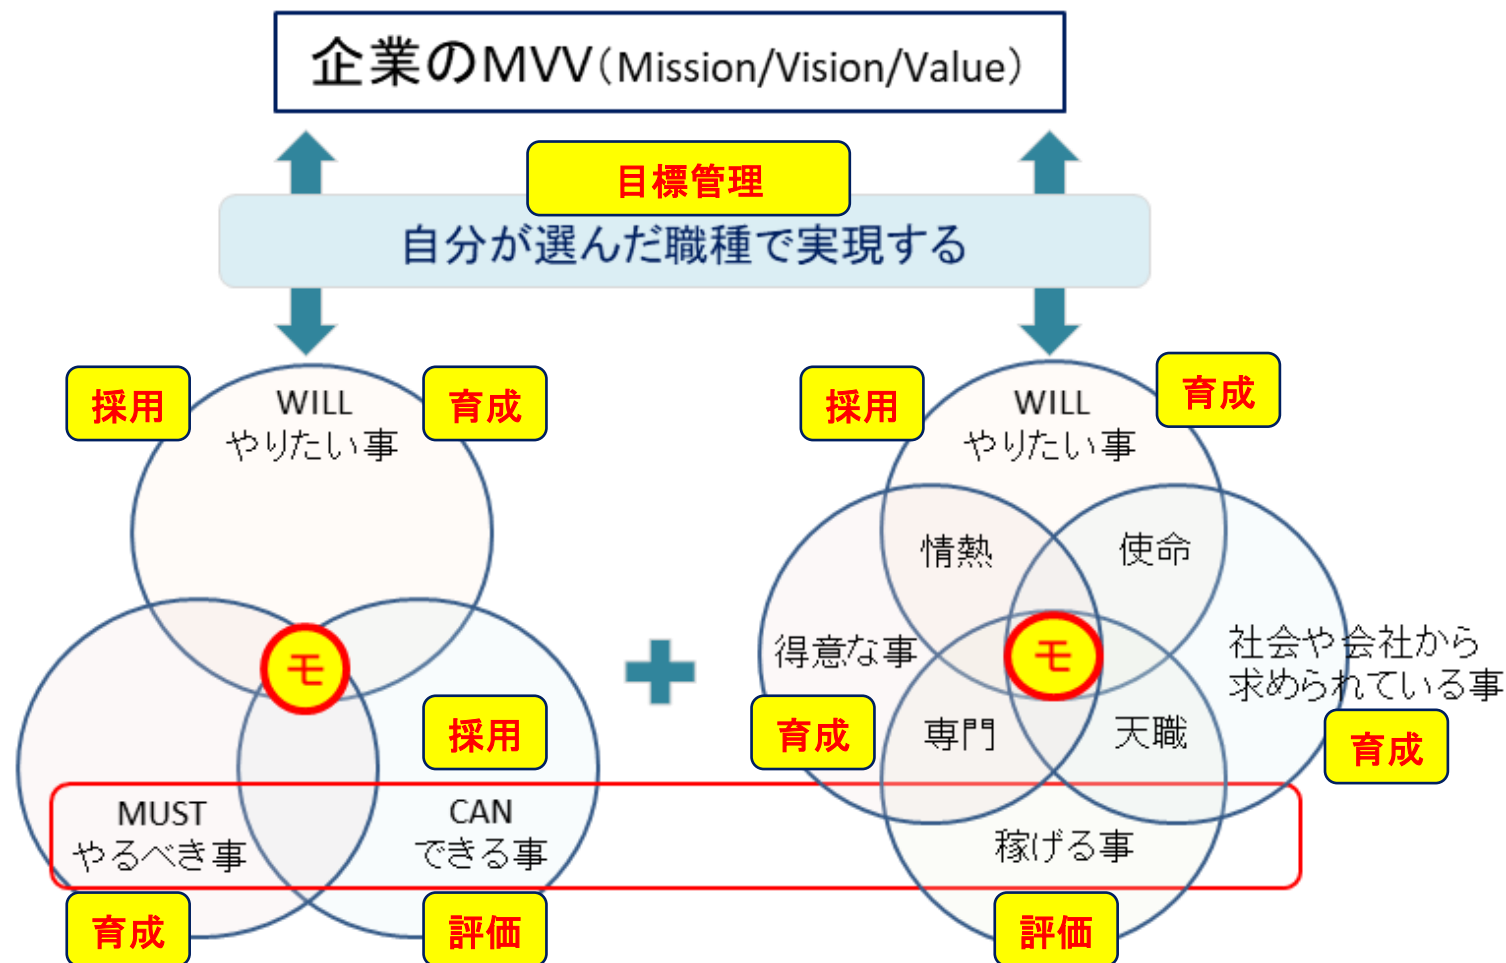 企業のMVV（Mission/Vision/Value）
目標管理
自分が選んだ職種で実現する
採用
WILL
やりたい事
育成
モ
採用
MUST
やるべき事
CAN
できる事
育成
評価
採用
WILL
やりたい事
育成
情熱
使命
得意な事
モ
社会や会社から
求められている事
育成
専門
天職
育成
稼げる事
評価